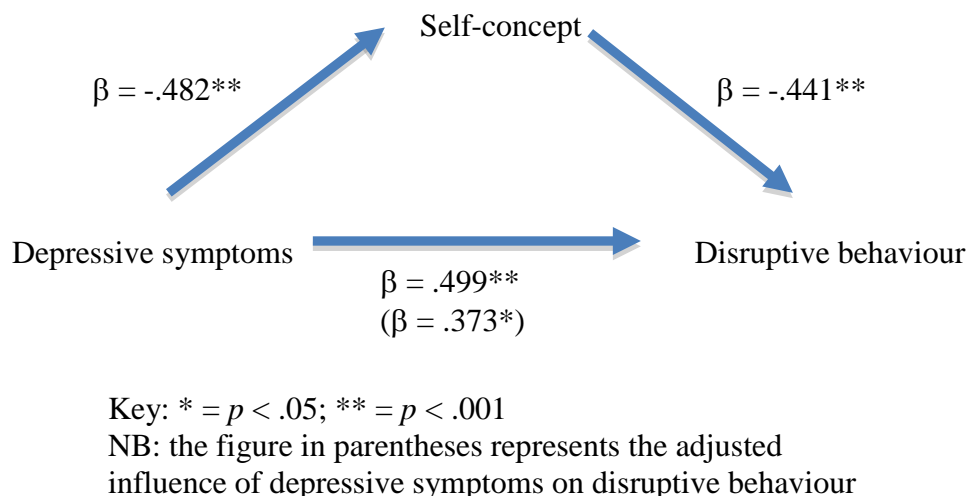 Self-concept
β = -.482**
β = -.441**
Depressive symptoms
Disruptive behaviour
β = .499**
(β = .373*)
Key: * = p < .05; ** = p < .001
NB: the figure in parentheses represents the adjusted
influence of depressive symptoms on disruptive behaviour